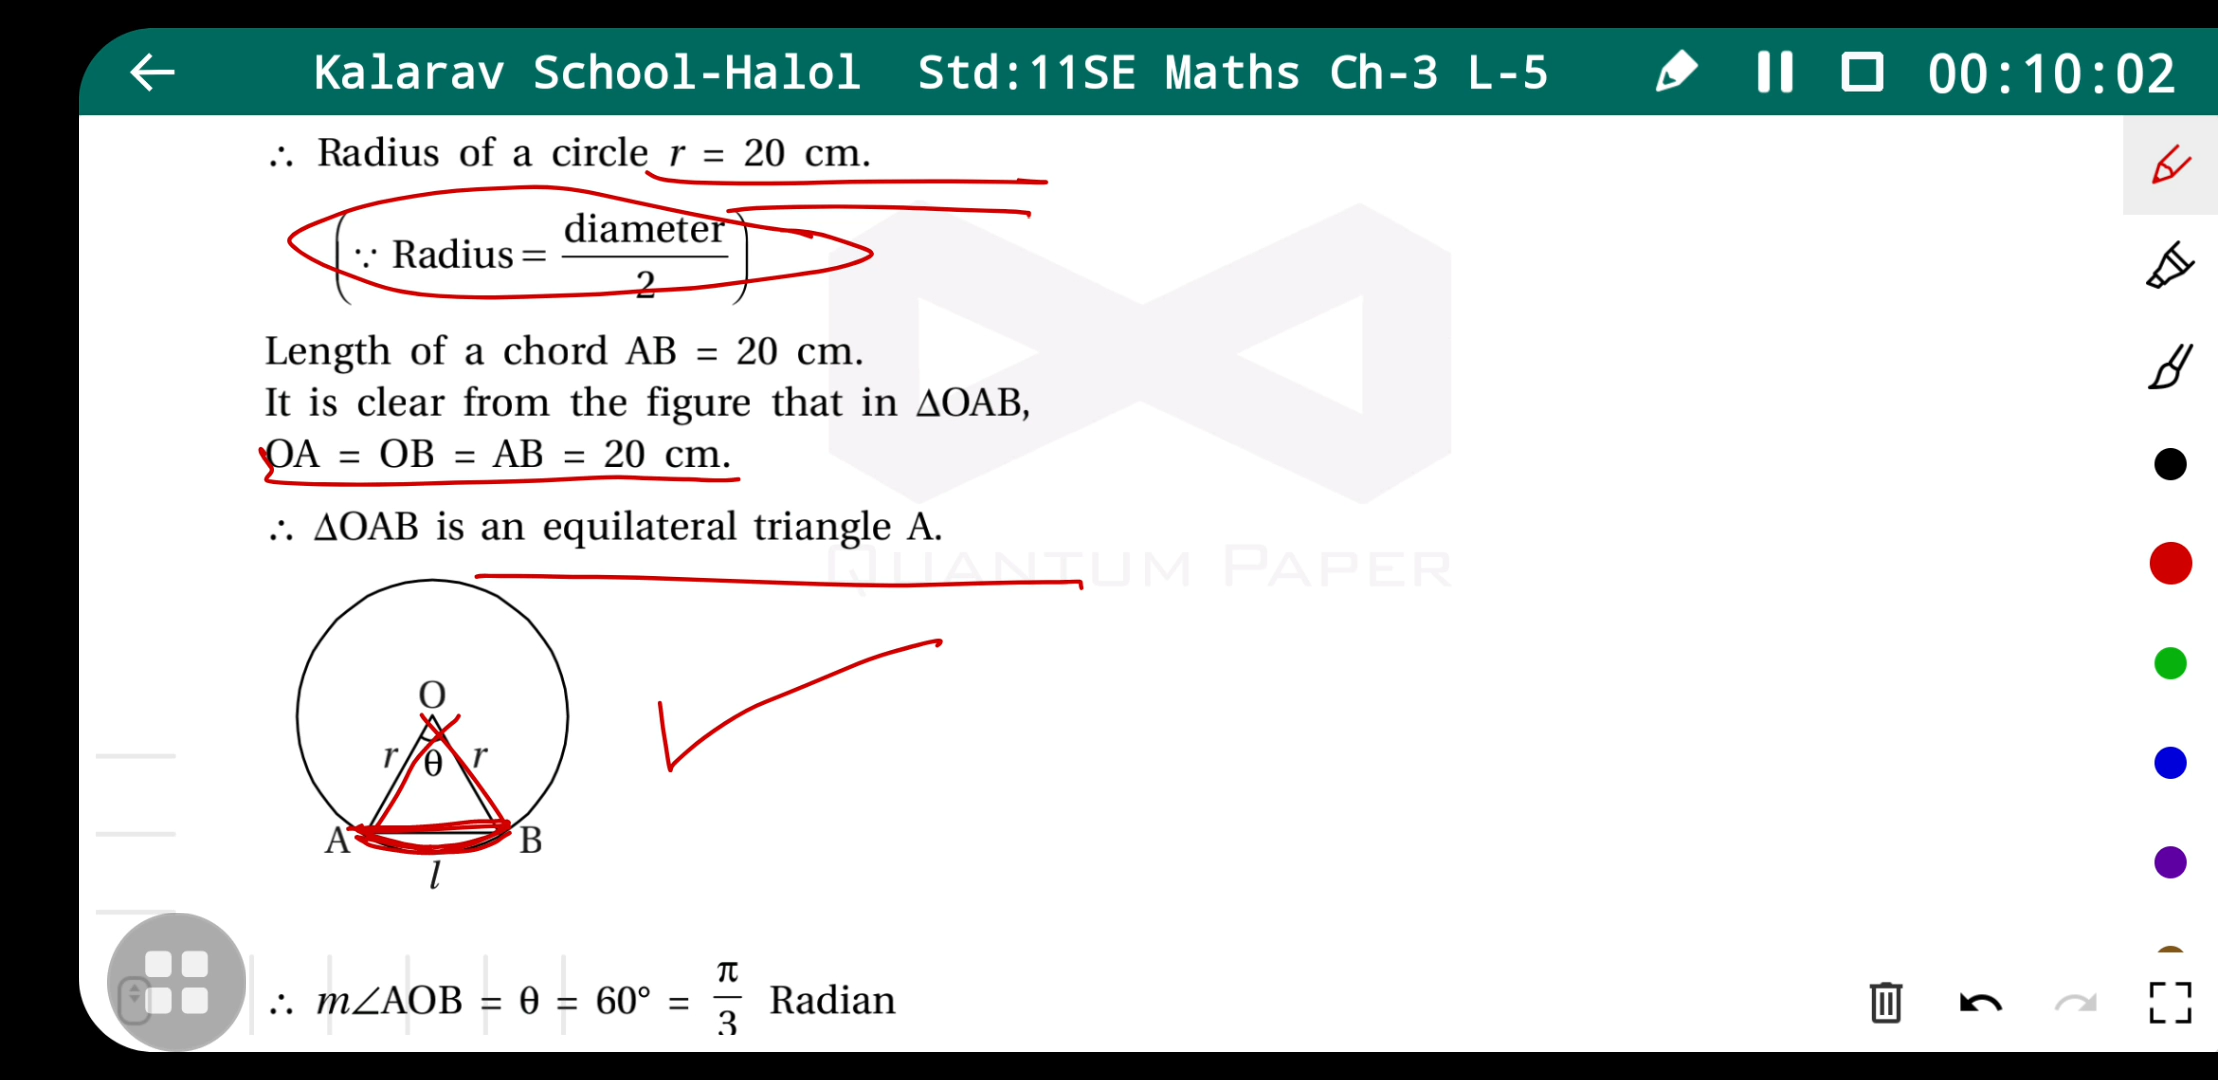 Kalarav School-Halol Std:11SE Maths Ch-3 L-5 00:10:02
∴ Radius of a circle r = 20 cm.
(∵ Radius = diameter / 2)
Length of a chord AB = 20 cm.
It is clear from the figure that in ΔOAB,
OA = OB = AB = 20 cm.
∴ ΔOAB is an equilateral triangle A.
QUANTUM PAPER
O
r θ r
A B
l
∴ m∠AOB = θ = 60° = π/3 Radian